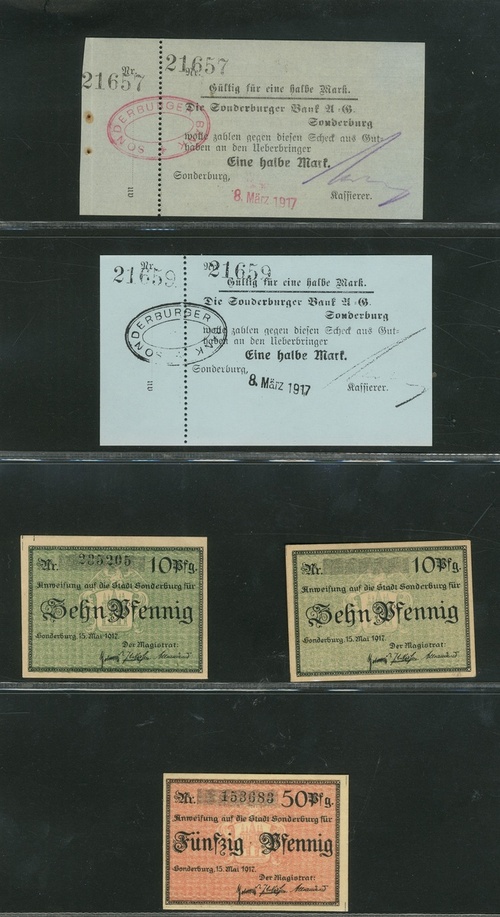 Nr.
21657
Nr.
21657
Gültig für eine halbe Mark.
Die Sonderburger Bank A.-G.
Sonderburg
wolle zahlen gegen diesen Scheck aus Gut-
haben an den Ueberbringer
Eine halbe Mark.
Sonderburg,
8. März 1917
Kassierer.
an
SONDERBURGER BANK
Nr.
21659
Nr.
21659
Gültig für eine halbe Mark.
Die Sonderburger Bank A.-G.
Sonderburg
wolle zahlen gegen diesen Scheck aus Gut-
haben an den Ueberbringer
Eine halbe Mark.
Sonderburg,
8. März 1917
Kassierer.
an
SONDERBURGER BANK
Nr. 235205 10 Pfg.
Anweisung auf die Stadt Sonderburg für
Zehn Pfennig
Sonderburg, 15. Mai 1917.
Der Magistrat:
Nr. 10 Pfg.
Anweisung auf die Stadt Sonderburg für
Zehn Pfennig
Sonderburg, 15. Mai 1917.
Der Magistrat:
Nr. 153683 50 Pfg.
Anweisung auf die Stadt Sonderburg für
Fünfzig Pfennig
Sonderburg, 15. Mai 1917.
Der Magistrat: